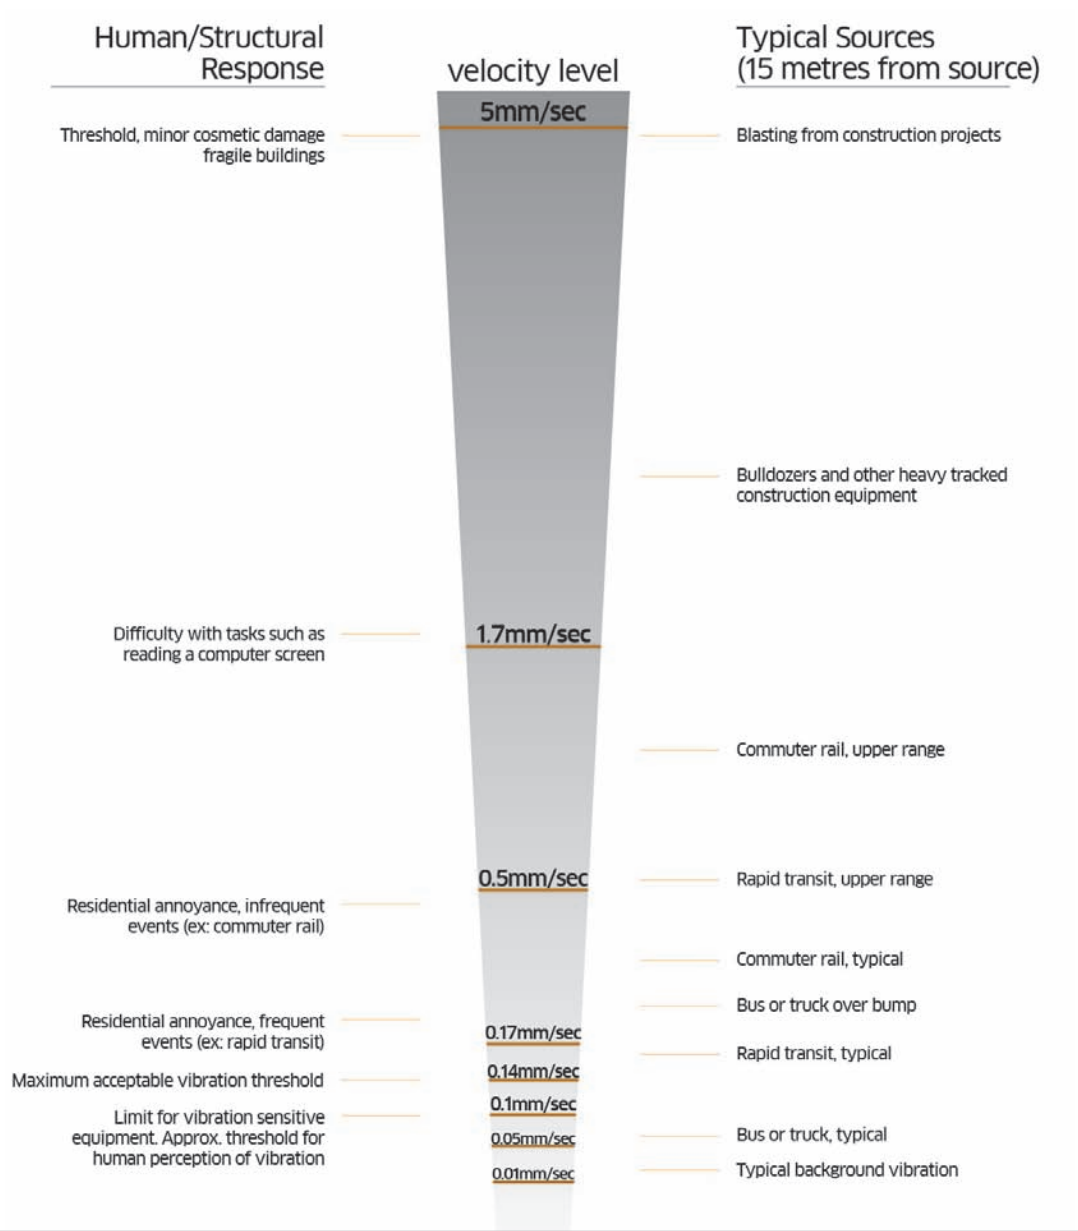 Human/Structural
Response
velocity level
Typical Sources
(15 metres from source)
5mm/sec
Threshold, minor cosmetic damage
fragile buildings
Blasting from construction projects
Bulldozers and other heavy tracked
construction equipment
Difficulty with tasks such as
reading a computer screen
1.7mm/sec
Commuter rail, upper range
0.5mm/sec
Rapid transit, upper range
Residential annoyance, infrequent
events (ex: commuter rail)
Commuter rail, typical
Bus or truck over bump
Residential annoyance, frequent
events (ex: rapid transit)
0.17mm/sec
Rapid transit, typical
Maximum acceptable vibration threshold
0.14mm/sec
0.1mm/sec
Limit for vibration sensitive
equipment. Approx. threshold for
human perception of vibration
0.05mm/sec
Bus or truck, typical
0.01mm/sec
Typical background vibration